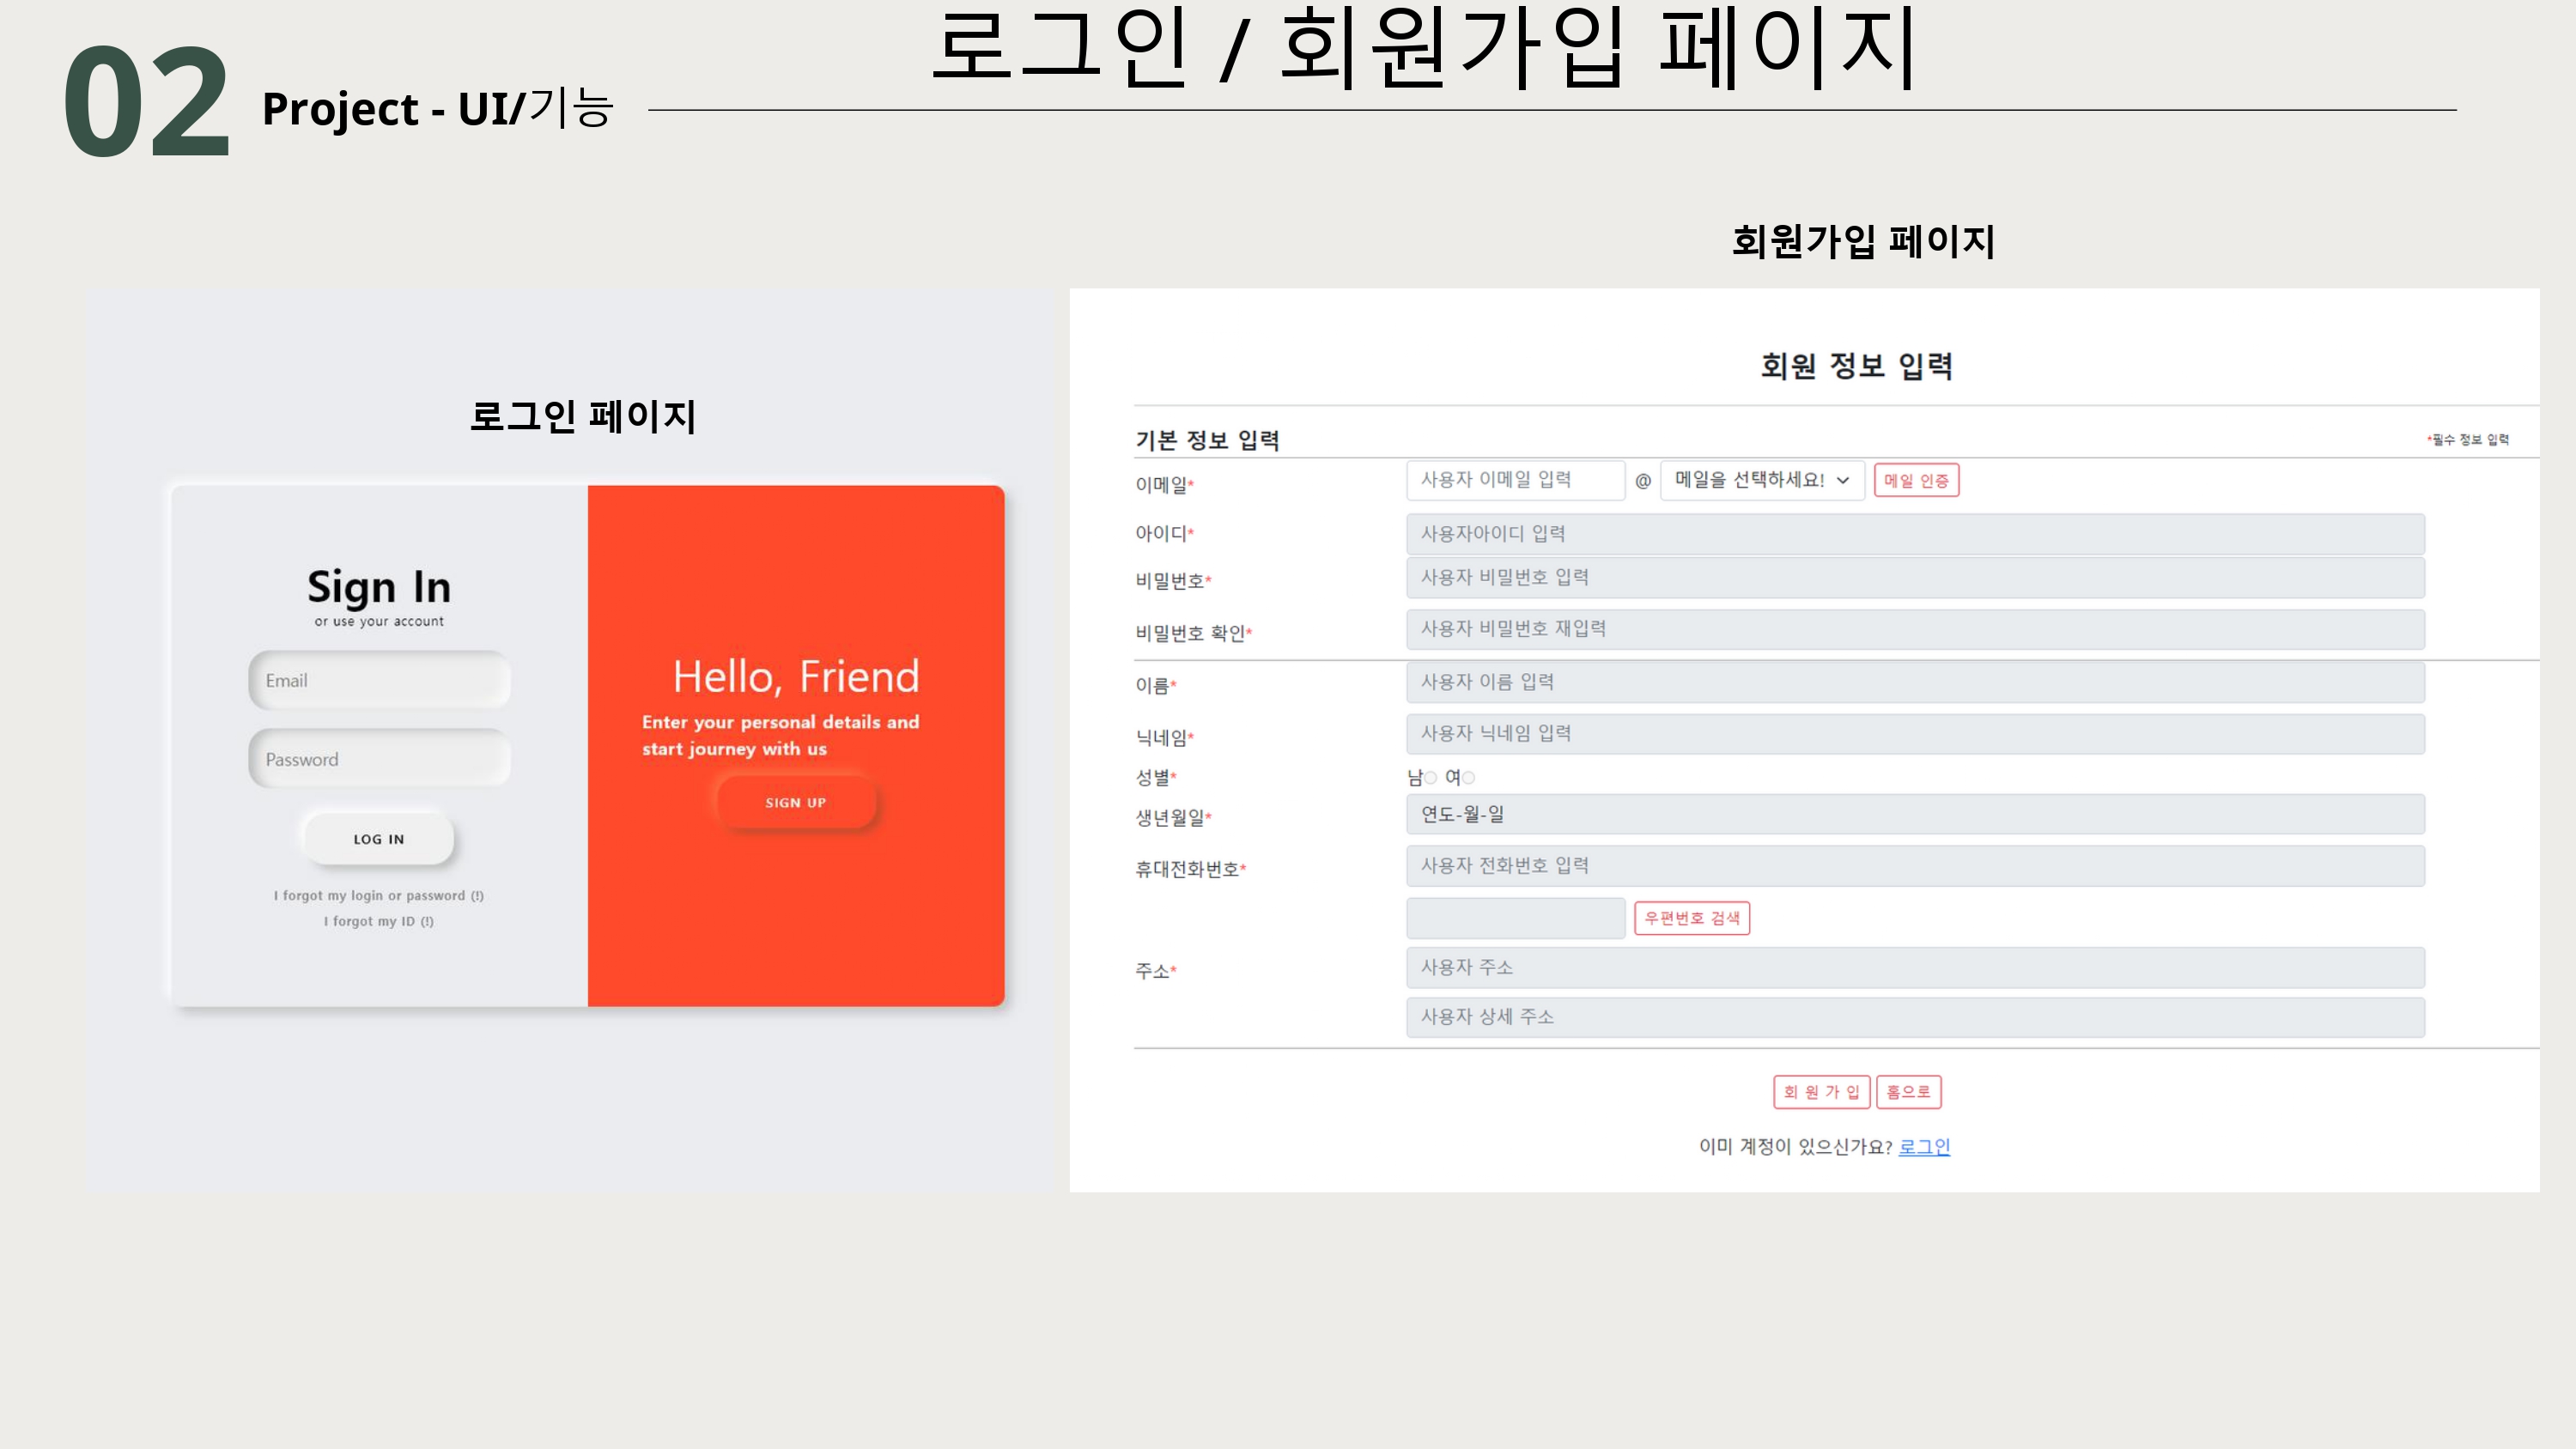 로그인 / 회원가입 페이지
02 Project - UI/기능
회원가입 페이지
로그인 페이지
Sign In
or use your account
Email
Password
LOG IN
I forgot my login or password (!)
I forgot my ID (!)
Hello, Friend
Enter your personal details and
start journey with us
SIGN UP
회원 정보 입력
기본 정보 입력 *필수 정보 입력
이메일* 사용자 이메일 입력 @ 메일을 선택하세요! 메일 인증
아이디* 사용자아이디 입력
비밀번호* 사용자 비밀번호 입력
비밀번호 확인* 사용자 비밀번호 재입력
이름* 사용자 이름 입력
닉네임* 사용자 닉네임 입력
성별* 남 여
생년월일* 연도-월-일
휴대전화번호* 사용자 전화번호 입력
우편번호 검색
주소* 사용자 주소
사용자 상세 주소
회 원 가 입 홈으로
이미 계정이 있으신가요? 로그인